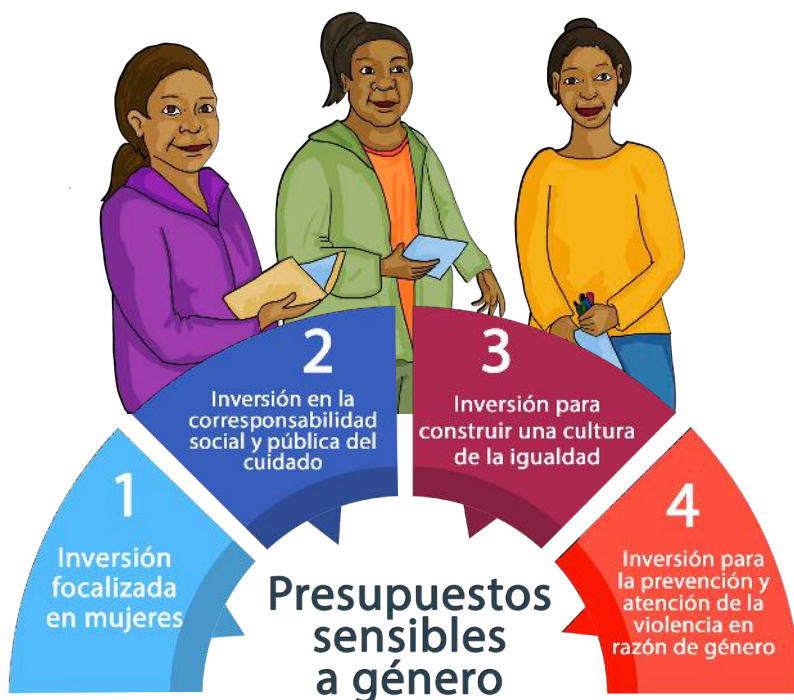 1
Inversión
focalizada
en mujeres
2
Inversión en la
corresponsabilidad
social y pública del
cuidado
3
Inversión para
construir una cultura
de la igualdad
4
Inversión para
la prevención y
atención de la
violencia en
razón de género
Presupuestos
sensibles
a género